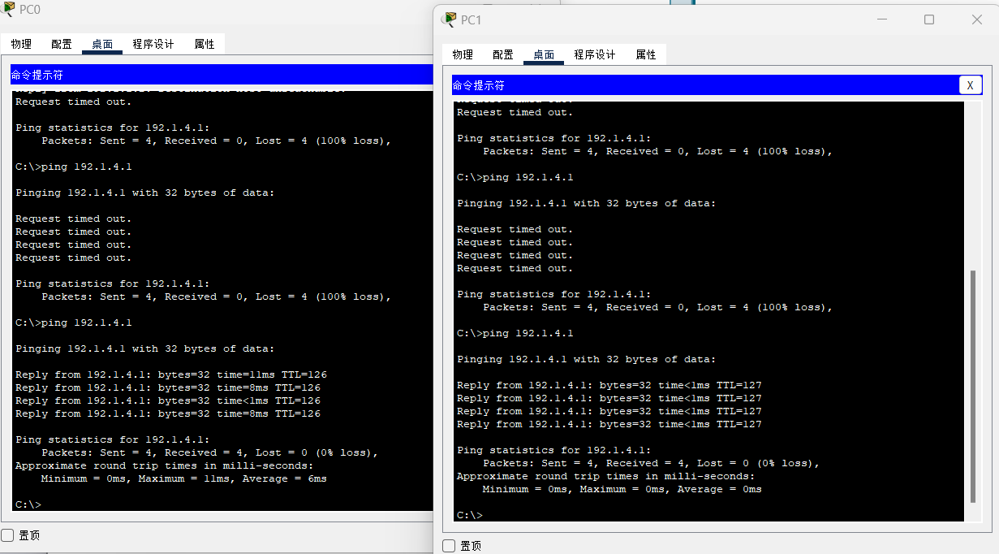 PC0
物理 配置 桌面 程序设计 属性
命令提示符
Request timed out.
Ping statistics for 192.1.4.1:
Packets: Sent = 4, Received = 0, Lost = 4 (100% loss),
C:\>ping 192.1.4.1
Pinging 192.1.4.1 with 32 bytes of data:
Request timed out.
Request timed out.
Request timed out.
Request timed out.
Ping statistics for 192.1.4.1:
Packets: Sent = 4, Received = 0, Lost = 4 (100% loss),
C:\>ping 192.1.4.1
Pinging 192.1.4.1 with 32 bytes of data:
Reply from 192.1.4.1: bytes=32 time=11ms TTL=126
Reply from 192.1.4.1: bytes=32 time=8ms TTL=126
Reply from 192.1.4.1: bytes=32 time<1ms TTL=126
Reply from 192.1.4.1: bytes=32 time=8ms TTL=126
Ping statistics for 192.1.4.1:
Packets: Sent = 4, Received = 4, Lost = 0 (0% loss),
Approximate round trip times in milli-seconds:
Minimum = 0ms, Maximum = 11ms, Average = 6ms
C:\>
置顶
PC1
物理 配置 桌面 程序设计 属性
命令提示符
X
Request timed out.
Request timed out.
Ping statistics for 192.1.4.1:
Packets: Sent = 4, Received = 0, Lost = 4 (100% loss),
C:\>ping 192.1.4.1
Pinging 192.1.4.1 with 32 bytes of data:
Request timed out.
Request timed out.
Request timed out.
Request timed out.
Ping statistics for 192.1.4.1:
Packets: Sent = 4, Received = 0, Lost = 4 (100% loss),
C:\>ping 192.1.4.1
Pinging 192.1.4.1 with 32 bytes of data:
Reply from 192.1.4.1: bytes=32 time<1ms TTL=127
Reply from 192.1.4.1: bytes=32 time<1ms TTL=127
Reply from 192.1.4.1: bytes=32 time<1ms TTL=127
Reply from 192.1.4.1: bytes=32 time<1ms TTL=127
Ping statistics for 192.1.4.1:
Packets: Sent = 4, Received = 4, Lost = 0 (0% loss),
Approximate round trip times in milli-seconds:
Minimum = 0ms, Maximum = 0ms, Average = 0ms
C:\>
置顶